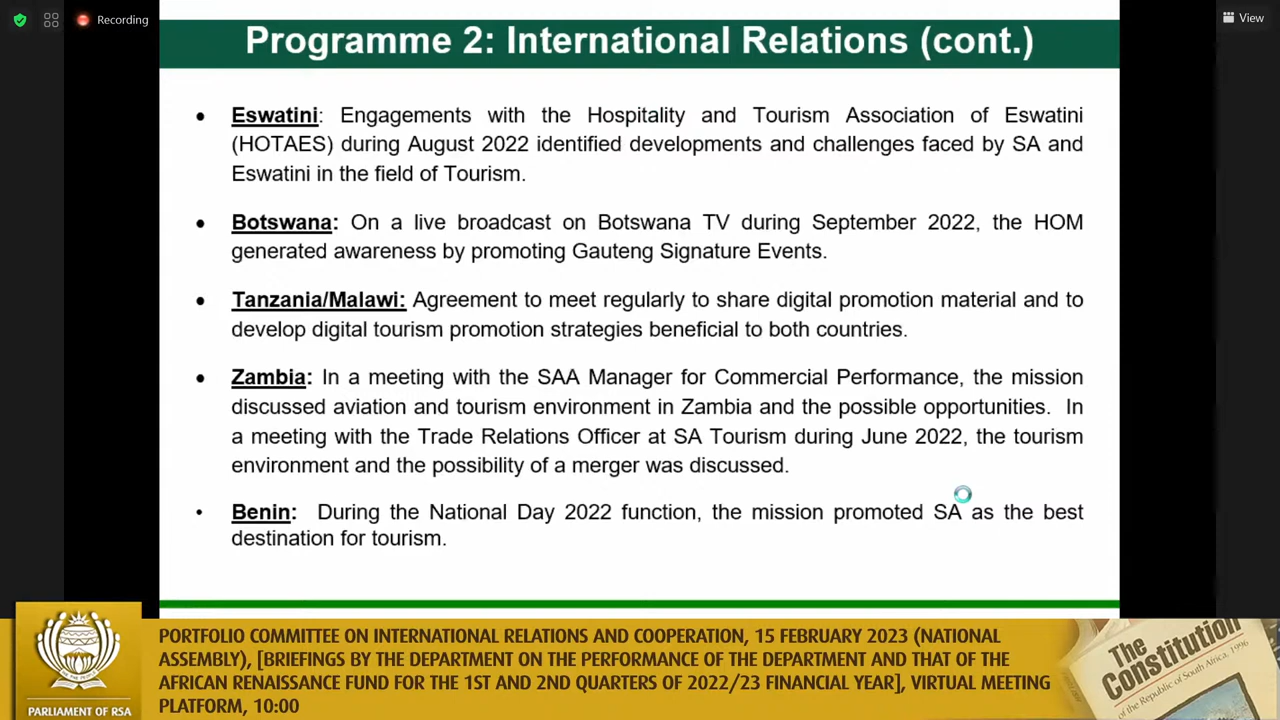 Recording
View
Programme 2: International Relations (cont.)
• Eswatini: Engagements with the Hospitality and Tourism Association of Eswatini
(HOTAES) during August 2022 identified developments and challenges faced by SA and
Eswatini in the field of Tourism.
• Botswana: On a live broadcast on Botswana TV during September 2022, the HOM
generated awareness by promoting Gauteng Signature Events.
• Tanzania/Malawi: Agreement to meet regularly to share digital promotion material and to
develop digital tourism promotion strategies beneficial to both countries.
• Zambia: In a meeting with the SAA Manager for Commercial Performance, the mission
discussed aviation and tourism environment in Zambia and the possible opportunities. In
a meeting with the Trade Relations Officer at SA Tourism during June 2022, the tourism
environment and the possibility of a merger was discussed.
• Benin: During the National Day 2022 function, the mission promoted SA as the best
destination for tourism.
PORTFOLIO COMMITTEE ON INTERNATIONAL RELATIONS AND COOPERATION, 15 FEBRUARY 2023 (NATIONAL
ASSEMBLY), [BRIEFINGS BY THE DEPARTMENT ON THE PERFORMANCE OF THE DEPARTMENT AND THAT OF THE
AFRICAN RENAISSANCE FUND FOR THE 1ST AND 2ND QUARTERS OF 2022/23 FINANCIAL YEAR], VIRTUAL MEETING
PLATFORM, 10:00
PARLIAMENT OF RSA
The
Constitution
of the Republic of South Africa, 1996